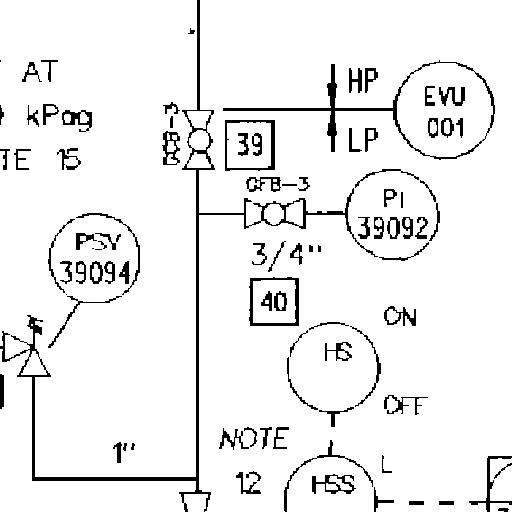 AT
HP
EVU
001
kPag
39
LP
TE 15
GFB-3
PI
39092
PSV
39094
3/4"
40
ON
HS
OFF
1"
NOTE
12
L
HSS